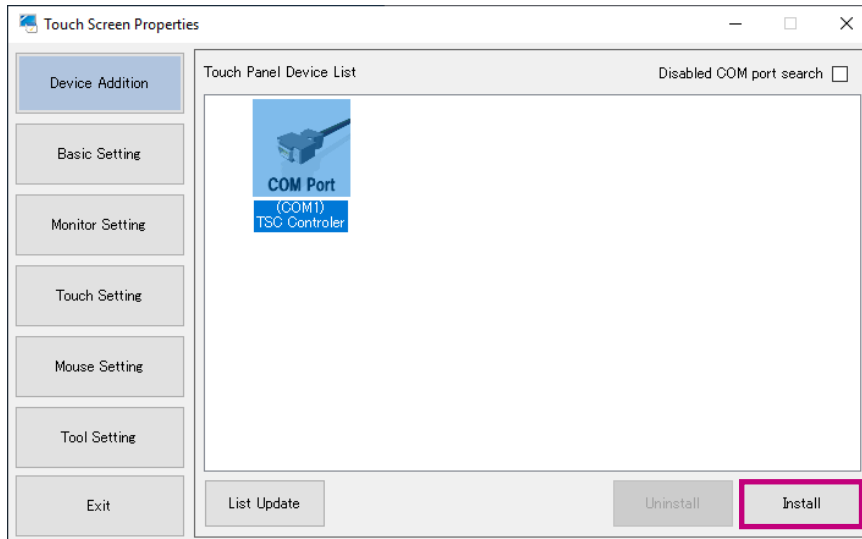 Touch Screen Properties
Device Addition
Basic Setting
Monitor Setting
Touch Setting
Mouse Setting
Tool Setting
Exit
Touch Panel Device List
Disabled COM port search
COM Port
(COM1)
TSC Controler
List Update
Uninstall
Install